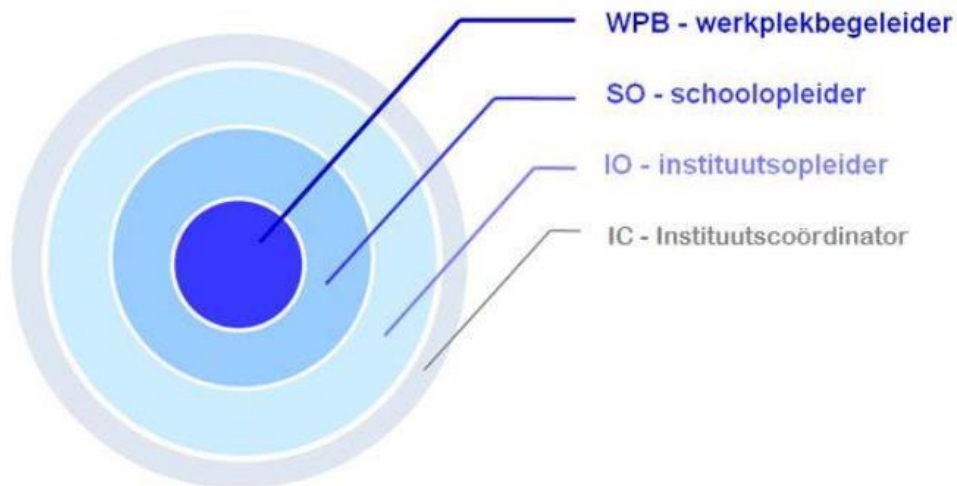 WPB - werkplekbegeleider
SO - schoolopleider
IO - instituutsopleider
IC - Instituutscoördinator